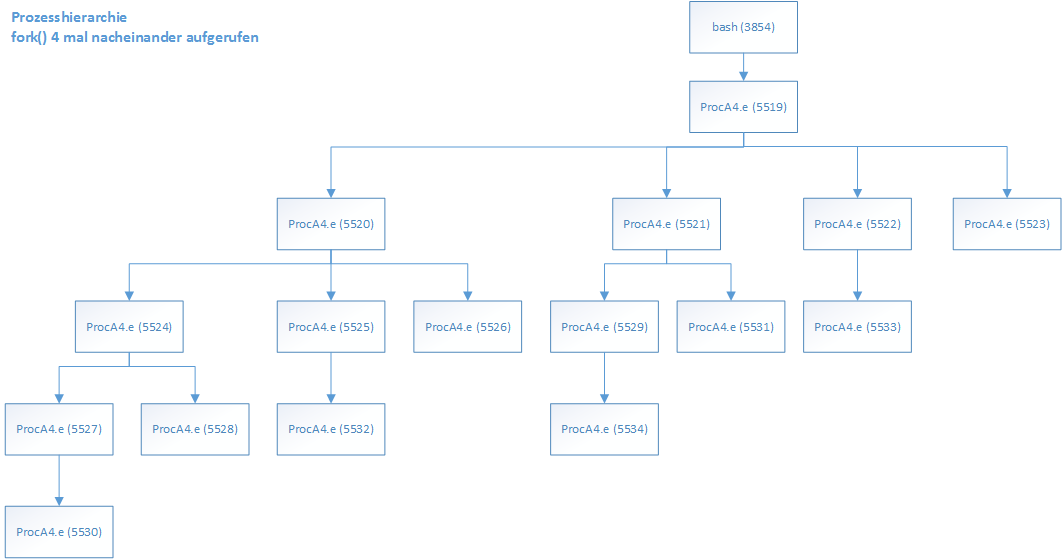 Prozesshierarchie
fork() 4 mal nacheinander aufgerufen
bash (3854)
ProcA4.e (5519)
ProcA4.e (5520)
ProcA4.e (5521)
ProcA4.e (5522)
ProcA4.e (5523)
ProcA4.e (5524)
ProcA4.e (5525)
ProcA4.e (5526)
ProcA4.e (5529)
ProcA4.e (5531)
ProcA4.e (5533)
ProcA4.e (5527)
ProcA4.e (5528)
ProcA4.e (5532)
ProcA4.e (5534)
ProcA4.e (5530)